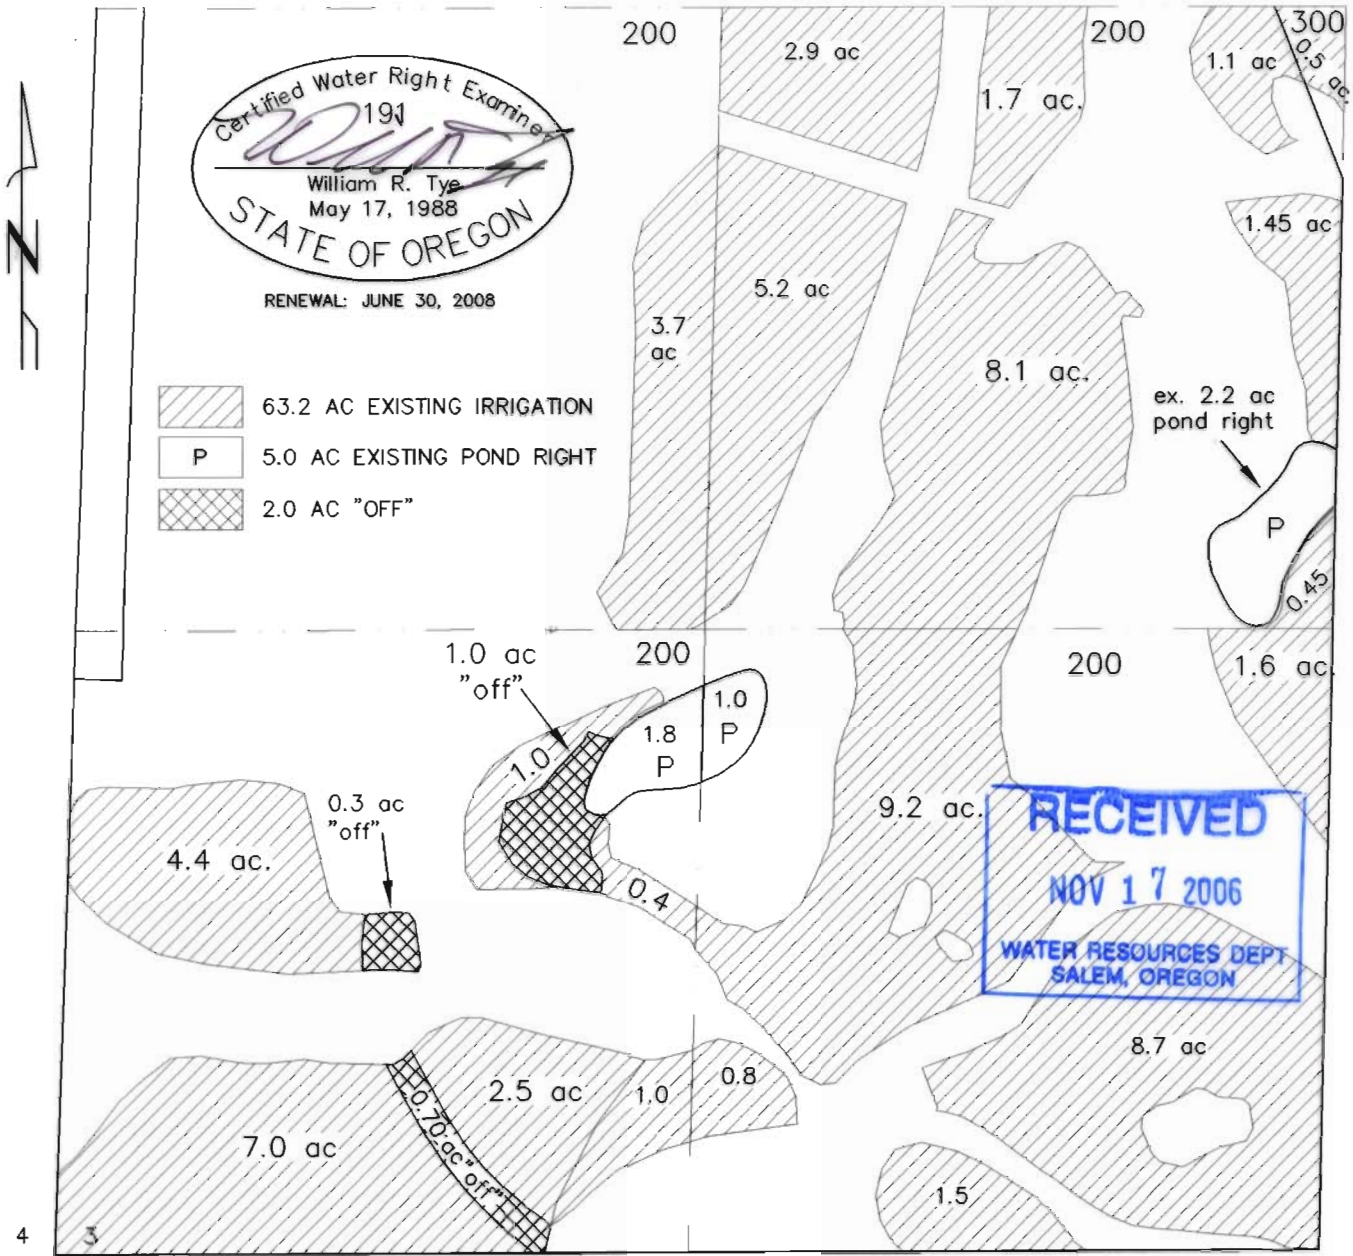 200
2.9 ac
200
300
1.1 ac
0.5 ac.
1.7 ac.
Certified Water Right Examiner
191
William R. Tye
May 17, 1988
STATE OF OREGON
RENEWAL: JUNE 30, 2008
N
1.45 ac
5.2 ac
3.7
ac
8.1 ac.
63.2 AC EXISTING IRRIGATION
P 5.0 AC EXISTING POND RIGHT
2.0 AC "OFF"
ex. 2.2 ac
pond right
P
0.45
1.0 ac
"off"
200
200
1.6 ac.
1.0
1.8
P
1.0
P
0.3 ac
"off"
9.2 ac.
4.4 ac.
0.4
RECEIVED
NOV 17 2006
WATER RESOURCES DEPT
SALEM, OREGON
8.7 ac
2.5 ac
1.0
0.8
7.0 ac
0.70 ac "off"
1.5
4
3